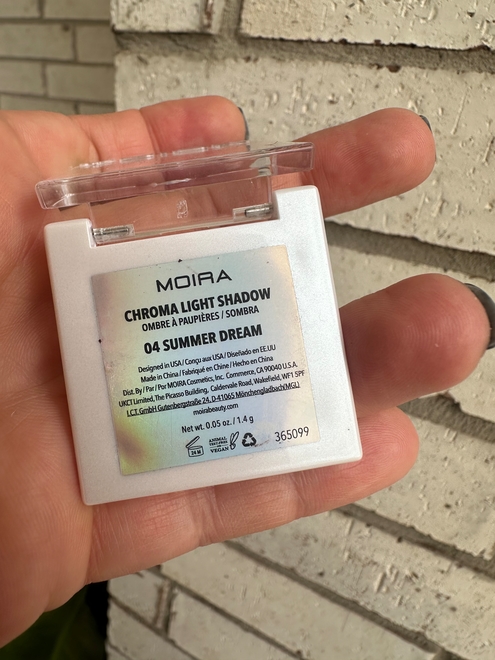 MOIRA
CHROMA LIGHT SHADOW
OMBRE À PAUPIÈRES / SOMBRA
04 SUMMER DREAM
Designed in USA / Conçu aux USA / Diseñado en EE.UU
Made in China / Fabriqué en Chine / Hecho en China
Dist. By / Par / Por MOIRA Cosmetics, Inc. Commerce, CA 90040 U.S.A.
UKCT Limited, The Picasso Building, Caldervale Road, Wakefield, WF1 5PF
I.C.T. GmbH Gutenbergstraße 24, D-41065 Münchengladbach(MGL)
moirabeauty.com
Net wt. 0.05 oz. / 1.4 g
24 M
VEGAN
365099